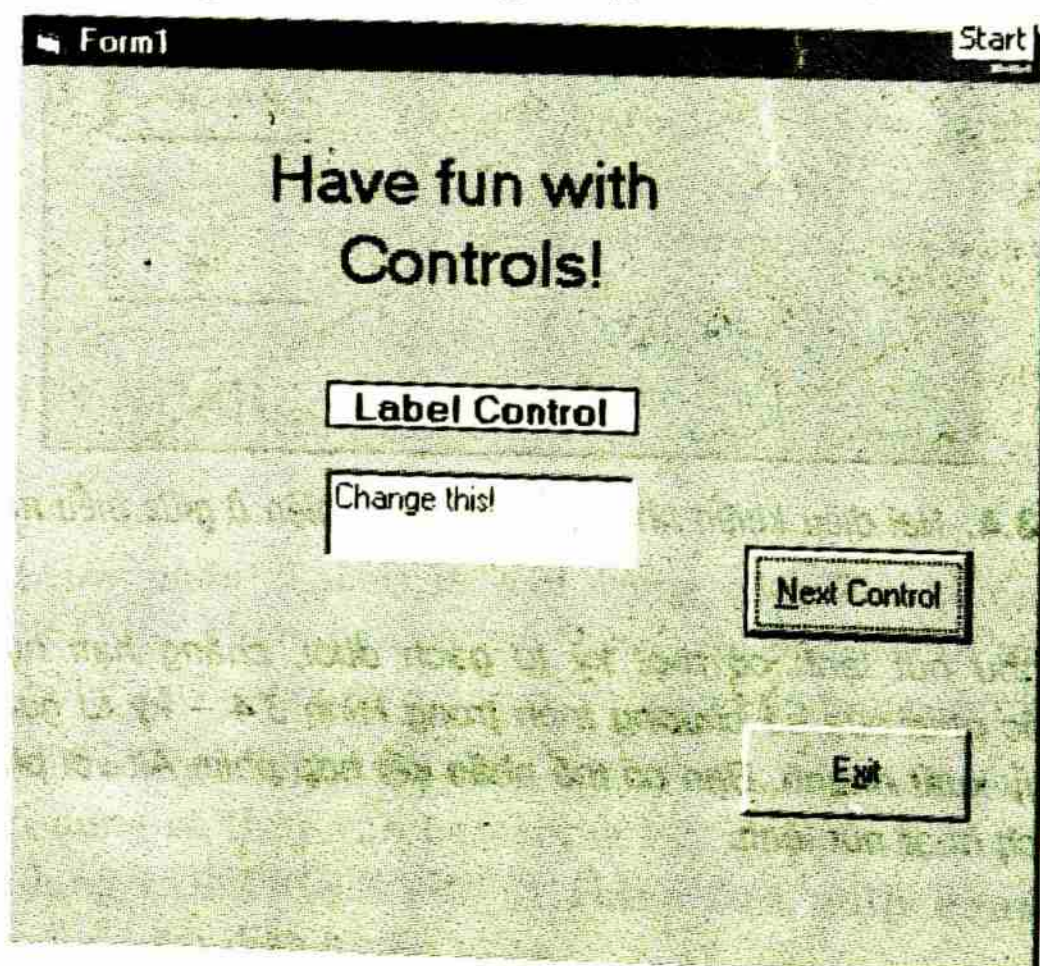 Form1
Start
Have fun with
Controls!
Label Control
Change this!
Next Control
Exit